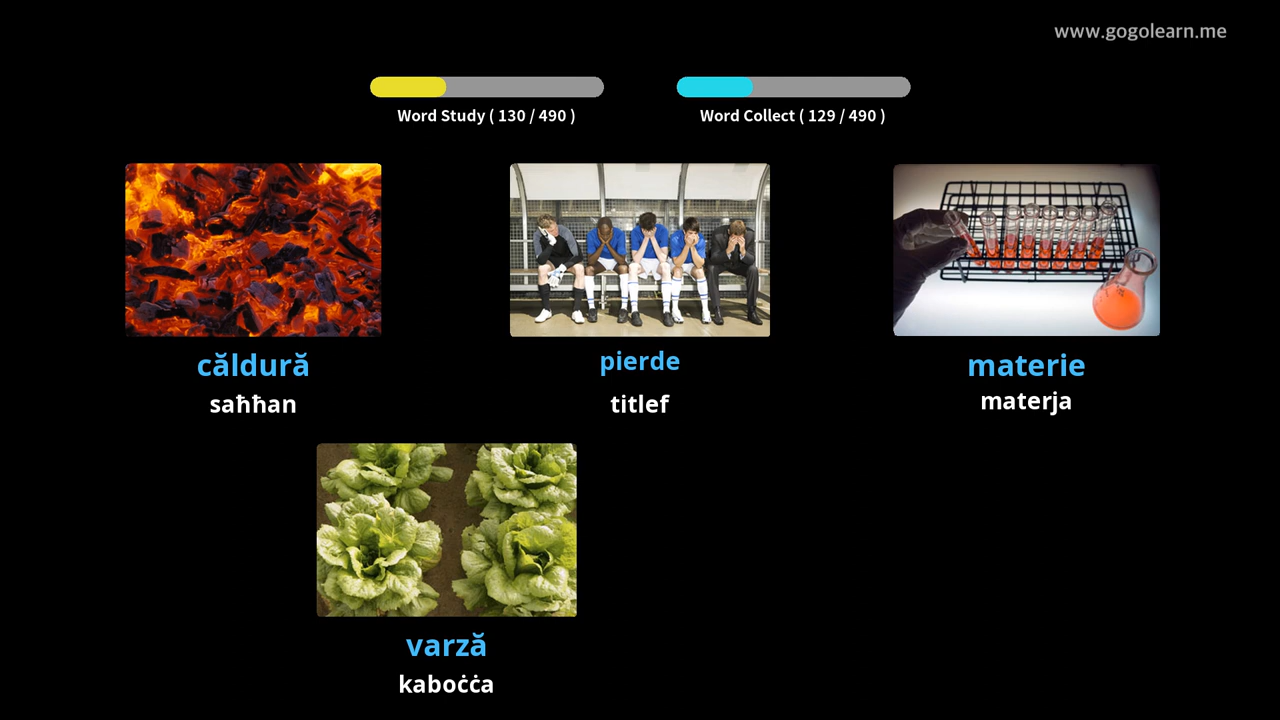 www.gogolearn.me
Word Study ( 130 / 490 )
Word Collect ( 129 / 490 )
căldură
saħħan
pierde
titlef
materie
materja
varză
kaboċċa